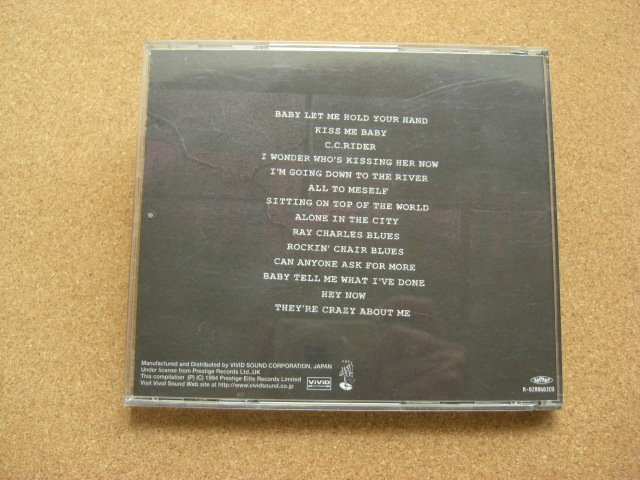 BABY LET ME HOLD YOUR HAND
KISS ME BABY
C.C.RIDER
I WONDER WHO'S KISSING HER NOW
I'M GOING DOWN TO THE RIVER
ALL TO MESELF
SITTING ON TOP OF THE WORLD
ALONE IN THE CITY
RAY CHARLES BLUES
ROCKIN' CHAIR BLUES
CAN ANYONE ASK FOR MORE
BABY TELL ME WHAT I'VE DONE
HEY NOW
THEY'RE CRAZY ABOUT ME
Manufactured and Distributed by VIVID SOUND CORPORATION, JAPAN
Under license from Prestige Records Ltd.,UK
This compilation (P) (C) 1994 Prestige Elite Records Limited
Visit Vivid Sound Web site at http://www.vividsound.co.jp
VIVID